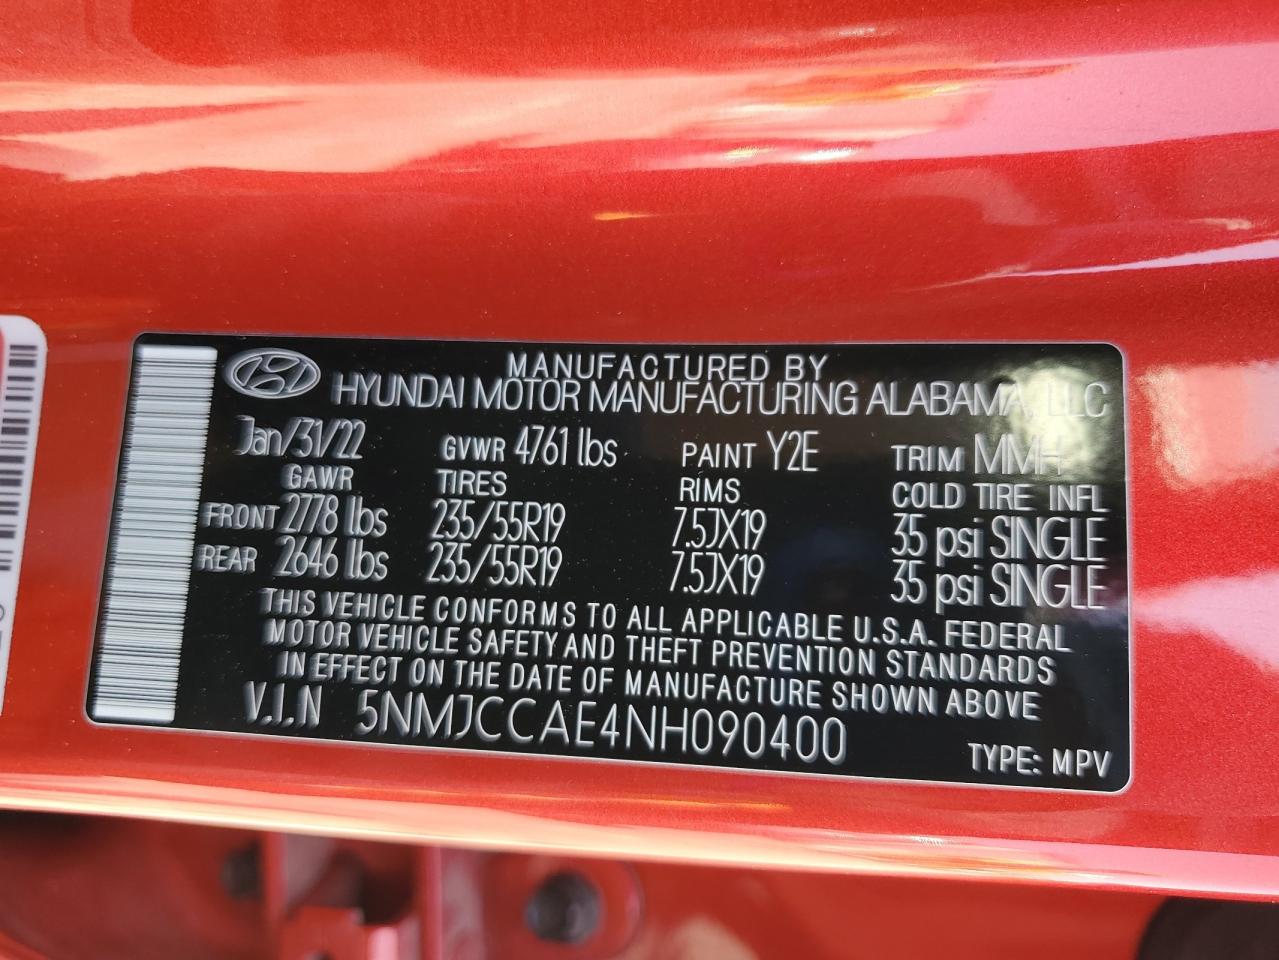 MANUFACTURED BY
HYUNDAI MOTOR MANUFACTURING ALABAMA, LLC
Jan/31/22 GVWR 4761 lbs PAINT Y2E TRIM MMH
GAWR TIRES RIMS COLD TIRE INFL
FRONT 2778 lbs 235/55R19 7.5JX19 35 psi SINGLE
REAR 2646 lbs 235/55R19 7.5JX19 35 psi SINGLE
THIS VEHICLE CONFORMS TO ALL APPLICABLE U.S.A. FEDERAL
MOTOR VEHICLE SAFETY AND THEFT PREVENTION STANDARDS
IN EFFECT ON THE DATE OF MANUFACTURE SHOWN ABOVE
V.I.N 5NMJCCAE4NH090400
TYPE: MPV